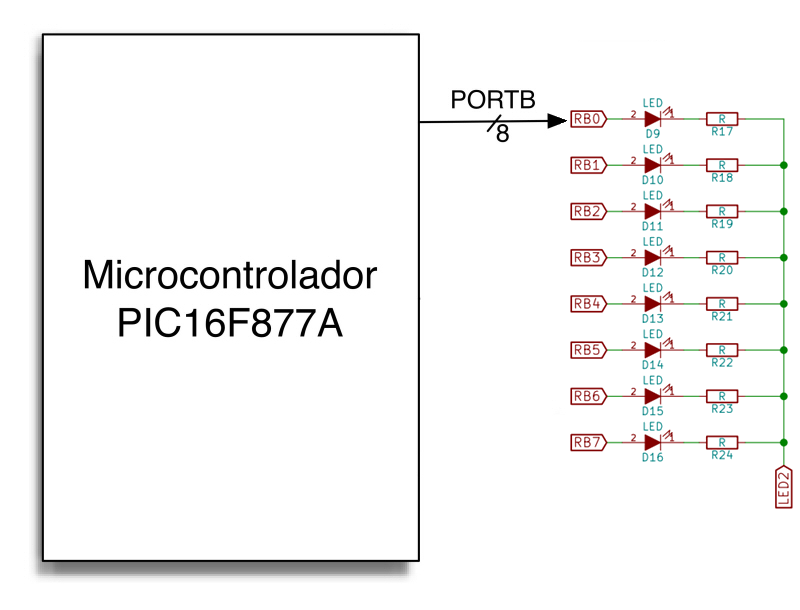 Microcontrolador
PIC16F877A
PORTB
8
RB0 2 LED 1 R
D9 R17
RB1 2 LED 1 R
D10 R18
RB2 2 LED 1 R
D11 R19
RB3 2 LED 1 R
D12 R20
RB4 2 LED 1 R
D13 R21
RB5 2 LED 1 R
D14 R22
RB6 2 LED 1 R
D15 R23
RB7 2 LED 1 R
D16 R24
LED2